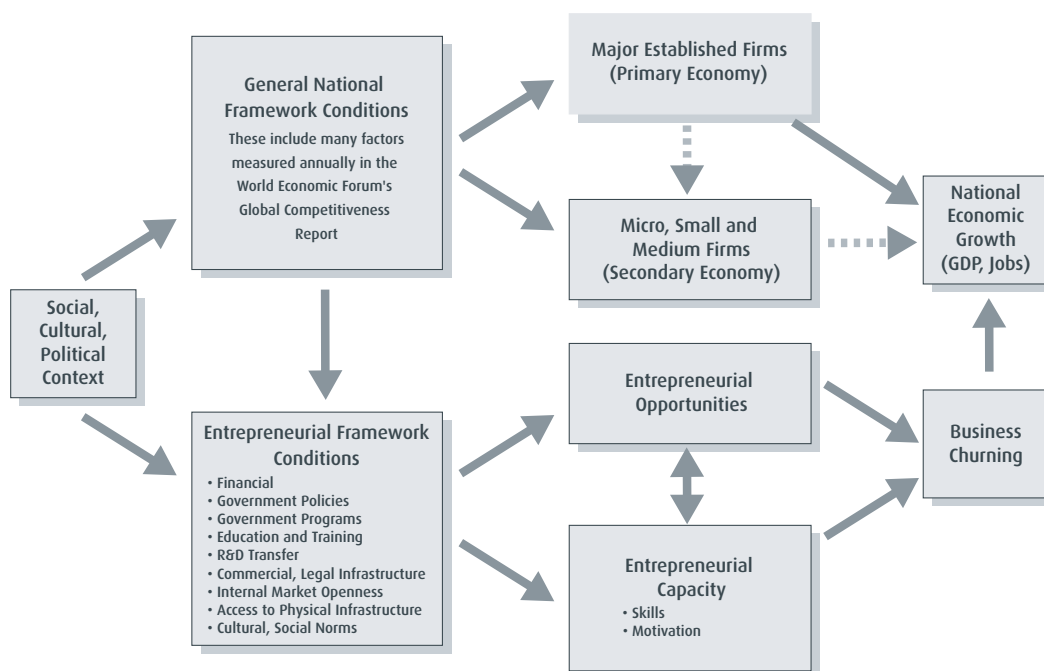 Major Established Firms
(Primary Economy)
General National
Framework Conditions
These include many factors
measured annually in the
World Economic Forum's
Global Competitiveness
Report
Micro, Small and
Medium Firms
(Secondary Economy)
National
Economic
Growth
(GDP, Jobs)
Social,
Cultural,
Political
Context
Entrepreneurial
Opportunities
Business
Churning
Entrepreneurial Framework
Conditions
• Financial
• Government Policies
• Government Programs
• Education and Training
• R&D Transfer
• Commercial, Legal Infrastructure
• Internal Market Openness
• Access to Physical Infrastructure
• Cultural, Social Norms
Entrepreneurial
Capacity
• Skills
• Motivation